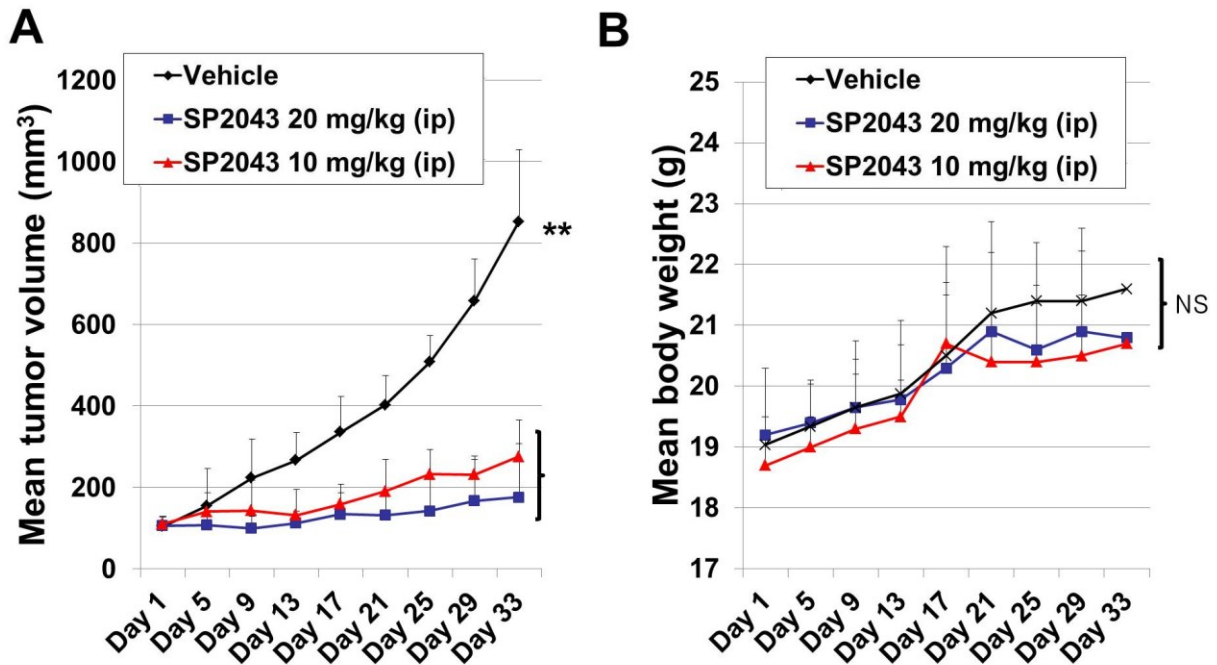 A
Mean tumor volume (mm³)
1200
1000
800
600
400
200
0
Vehicle
SP2043 20 mg/kg (ip)
SP2043 10 mg/kg (ip)
**
Day 1
Day 5
Day 9
Day 13
Day 17
Day 21
Day 25
Day 29
Day 33
B
Mean body weight (g)
25
24
23
22
21
20
19
18
17
Vehicle
SP2043 20 mg/kg (ip)
SP2043 10 mg/kg (ip)
NS
Day 1
Day 5
Day 9
Day 13
Day 17
Day 21
Day 25
Day 29
Day 33